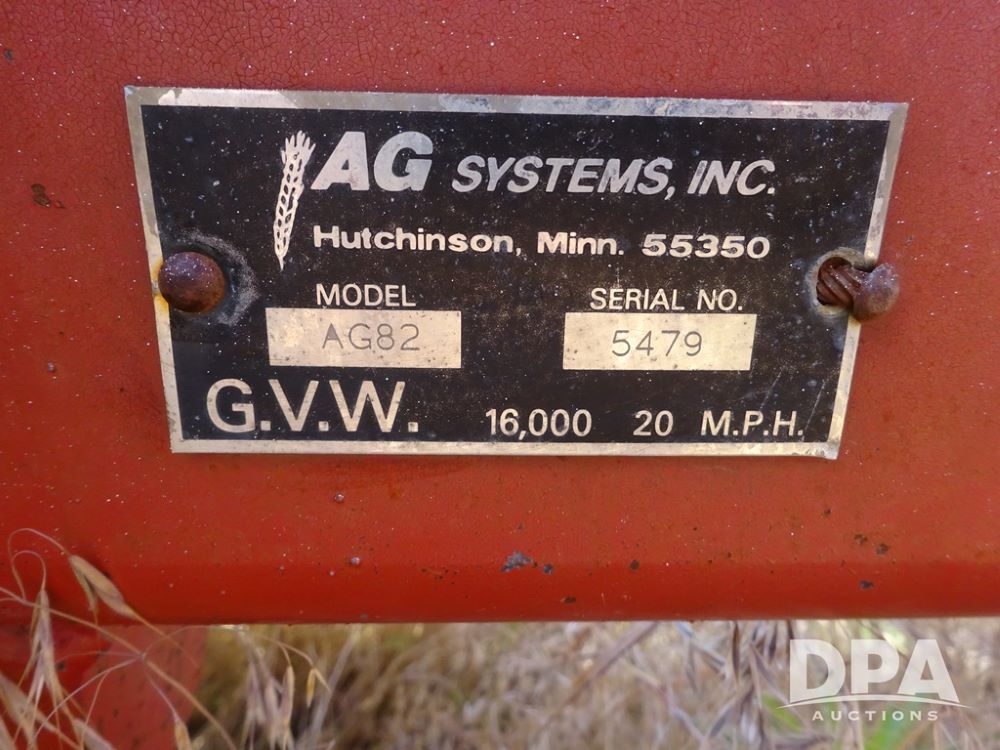 AG SYSTEMS, INC.
Hutchinson, Minn. 55350
MODEL SERIAL NO.
AG82 5479
G.V.W. 16,000 20 M.P.H.
DPA
AUCTIONS